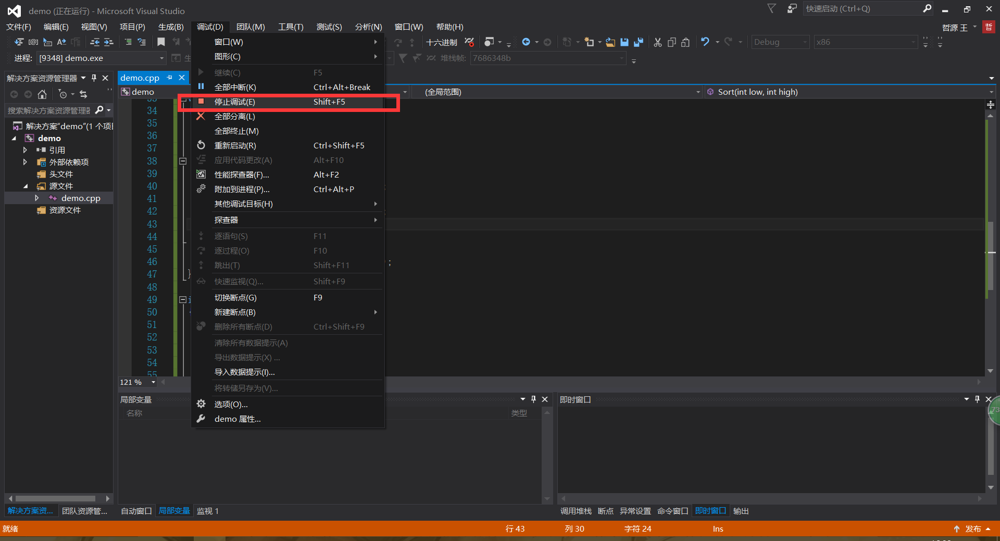 demo (正在运行) - Microsoft Visual Studio
快速启动 (Ctrl+Q)
文件(F) 编辑(E) 视图(V) 项目(P) 生成(B) 调试(D) 团队(M) 工具(T) 测试(S) 分析(N) 窗口(W) 帮助(H)
哲源 王 哲
十六进制 Debug x86
进程: [9348] demo.exe 生 堆栈帧: 7686348b
解决方案资源管理器
demo.cpp
demo (全局范围) Sort(int low, int high)
搜索解决方案资源管理器
解决方案"demo"(1 个项目
demo
引用
外部依赖项
头文件
源文件
demo.cpp
资源文件
窗口(W)
图形(C)
继续(C) F5
全部中断(K) Ctrl+Alt+Break
停止调试(E) Shift+F5
全部分离(L)
全部终止(M)
重新启动(R) Ctrl+Shift+F5
应用代码更改(A) Alt+F10
性能探查器(F)... Alt+F2
附加到进程(P)... Ctrl+Alt+P
其他调试目标(H)
探查器
逐语句(S) F11
逐过程(O) F10
跳出(T) Shift+F11
快速监视(Q)... Shift+F9
切换断点(G) F9
新建断点(B)
删除所有断点(D) Ctrl+Shift+F9
清除所有数据提示(A)
导出数据提示(X) ...
导入数据提示(I)...
将转储另存为(V)...
选项(O)...
demo 属性...
33
34
35
36
37
38
39
40 ;
41
42 ;
43
44
45
46 ;
47 }
48
49 i
50
51
52
53
54
55
121 %
局部变量
名称 类型
即时窗口
73
解决方案资... 团队资源管... 自动窗口 局部变量 监视 1
调用堆栈 断点 异常设置 命令窗口 即时窗口 输出
就绪 行 43 列 30 字符 24 Ins 发布